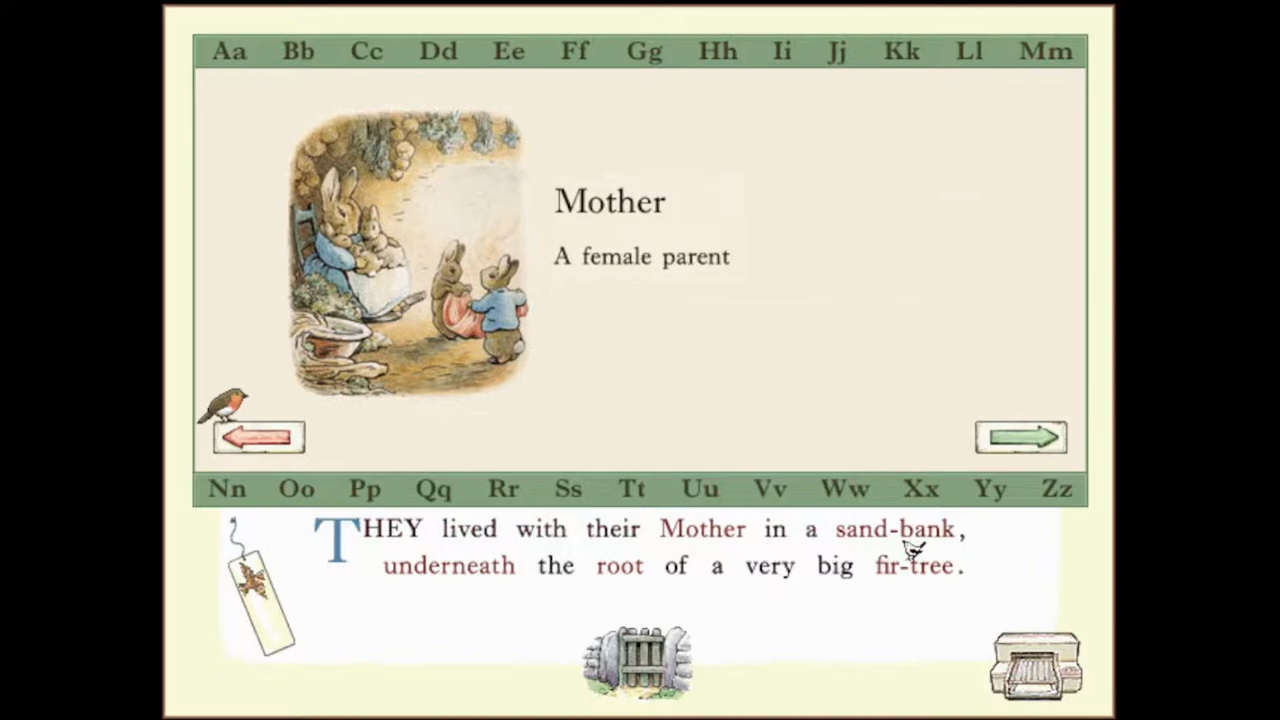 Aa Bb Cc Dd Ee Ff Gg Hh Ii Jj Kk Ll Mm
Mother
A female parent
Nn Oo Pp Qq Rr Ss Tt Uu Vv Ww Xx Yy Zz
THEY lived with their Mother in a sand-bank,
underneath the root of a very big fir-tree.